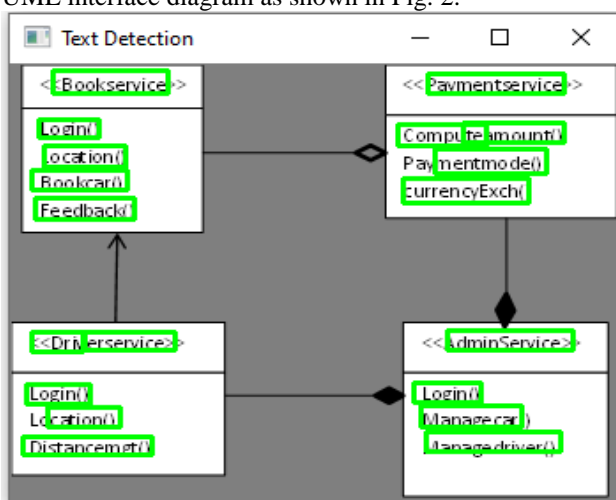 UML interface diagram as shown in Fig. 2.
Text Detection
<<Bookservice>>
Login()
Location()
Bookcar()
Feedback()
<<Paymentservice>>
Computeamount()
Paymentmode()
currencyExch(
<<Driverservice>>
Login()
Location()
Distancemgt()
<<AdminService>>
Login()
Managecar()
Managedriver()